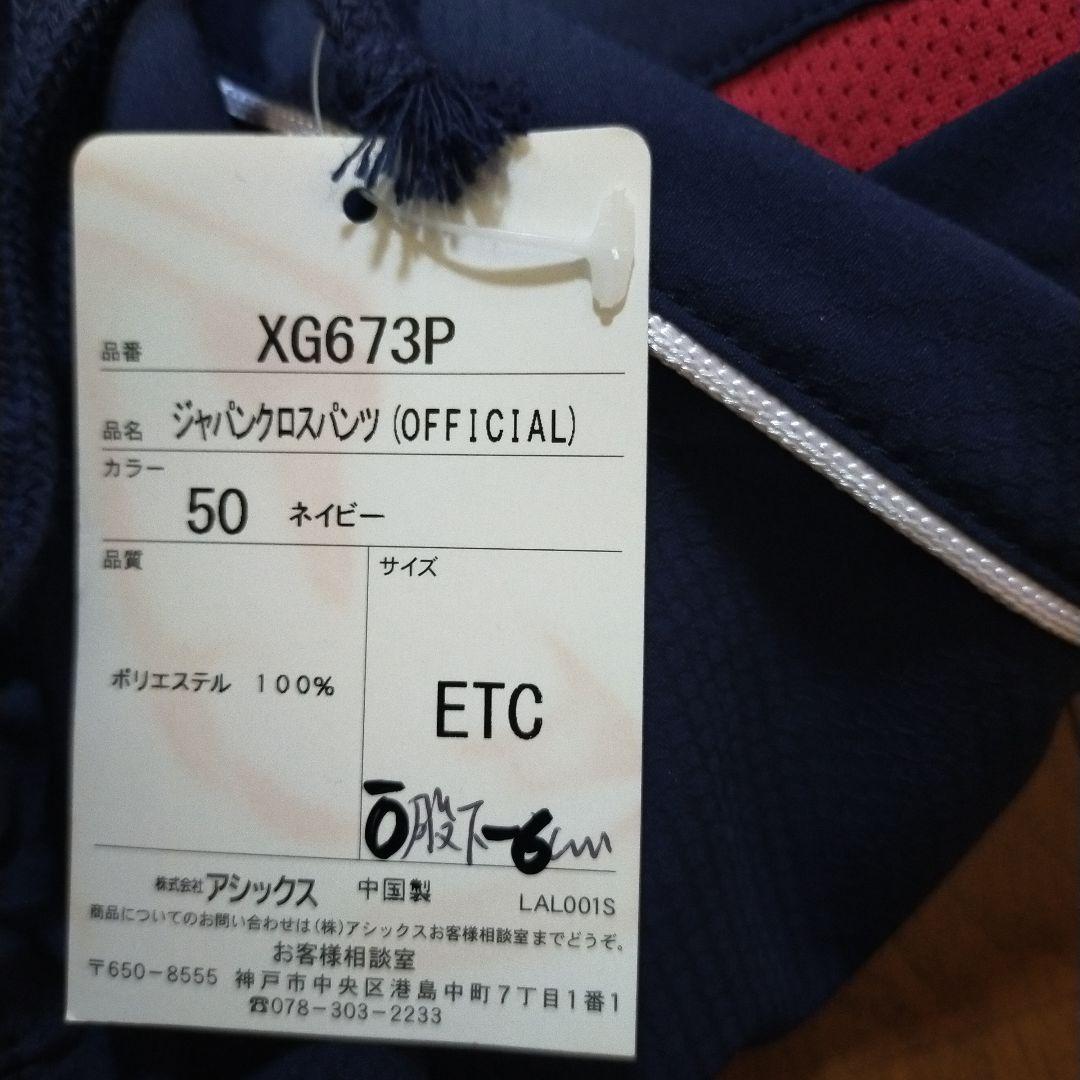 品番 XG673P
品名 ジャパンクロスパンツ(OFFICIAL)
カラー
50 ネイビー
品質 サイズ
ポリエステル 100%
ETC
Ō股下-6cm
株式会社アシックス 中国製 LAL001S
商品についてのお問い合わせは(株)アシックスお客様相談室までどうぞ。
お客様相談室
〒650-8555 神戸市中央区港島中町7丁目1番1
☎078-303-2233